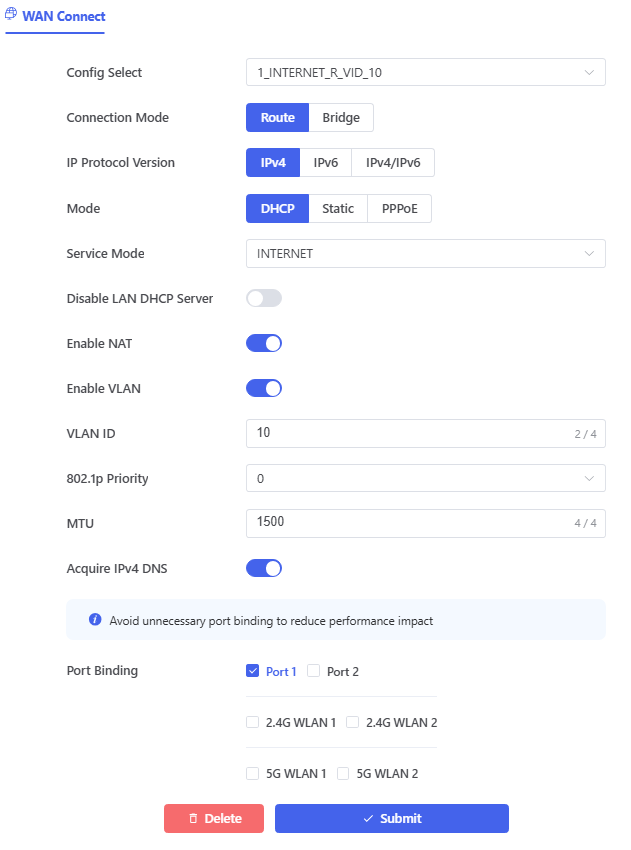 WAN Connect
Config Select 1_INTERNET_R_VID_10
Connection Mode Route Bridge
IP Protocol Version IPv4 IPv6 IPv4/IPv6
Mode DHCP Static PPPoE
Service Mode INTERNET
Disable LAN DHCP Server
Enable NAT
Enable VLAN
VLAN ID 10 2 / 4
802.1p Priority 0
MTU 1500 4 / 4
Acquire IPv4 DNS
Avoid unnecessary port binding to reduce performance impact
Port Binding Port 1 Port 2
2.4G WLAN 1 2.4G WLAN 2
5G WLAN 1 5G WLAN 2
Delete Submit